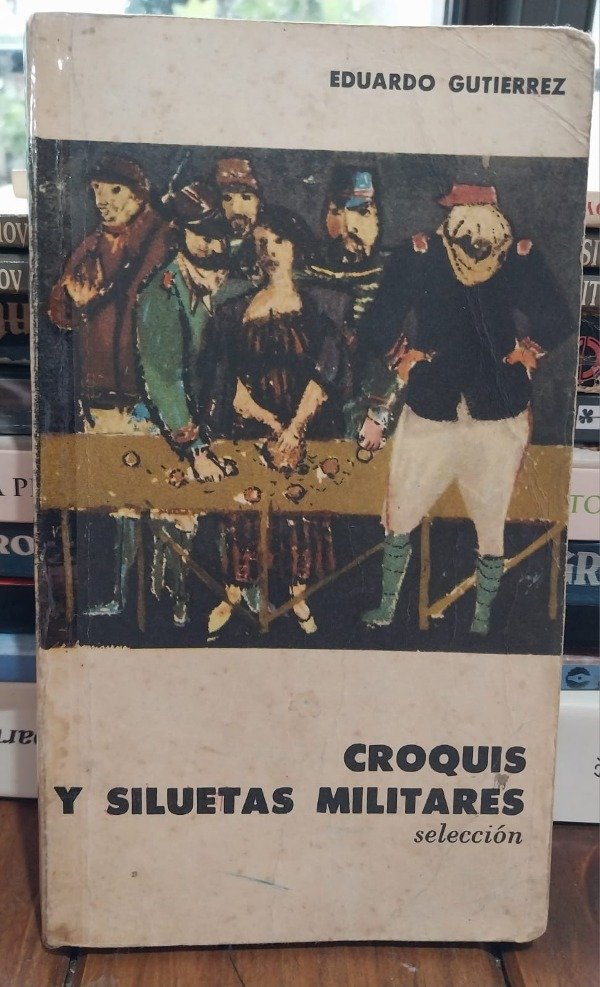 EDUARDO GUTIERREZ
CROQUIS
Y SILUETAS MILITARES
selección